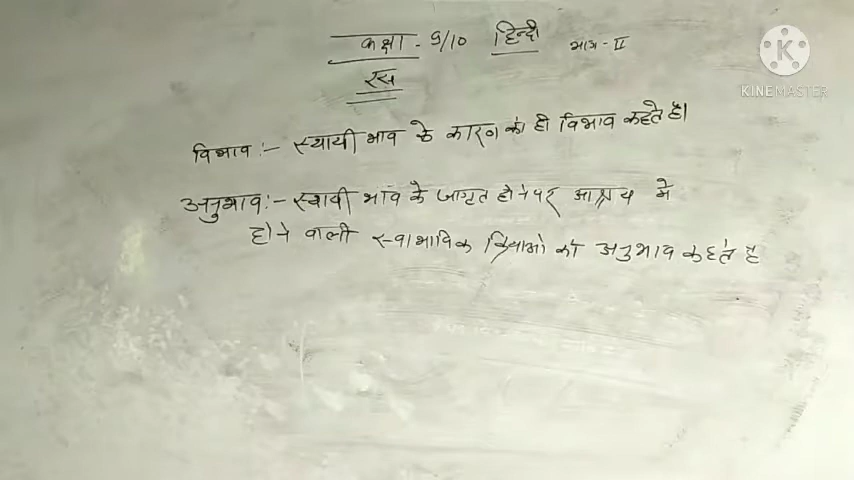 कक्षा - 9/10 हिन्दी भाग - II
रस
विभाव :- स्थायी भाव के कारण को ही विभाव कहते है।
अनुभाव :- स्थायी भाव के जागृत होने पर आश्रय मे
होने वाली स्वाभाविक क्रियाओ को अनुभाव कहते है
KINEMASTER